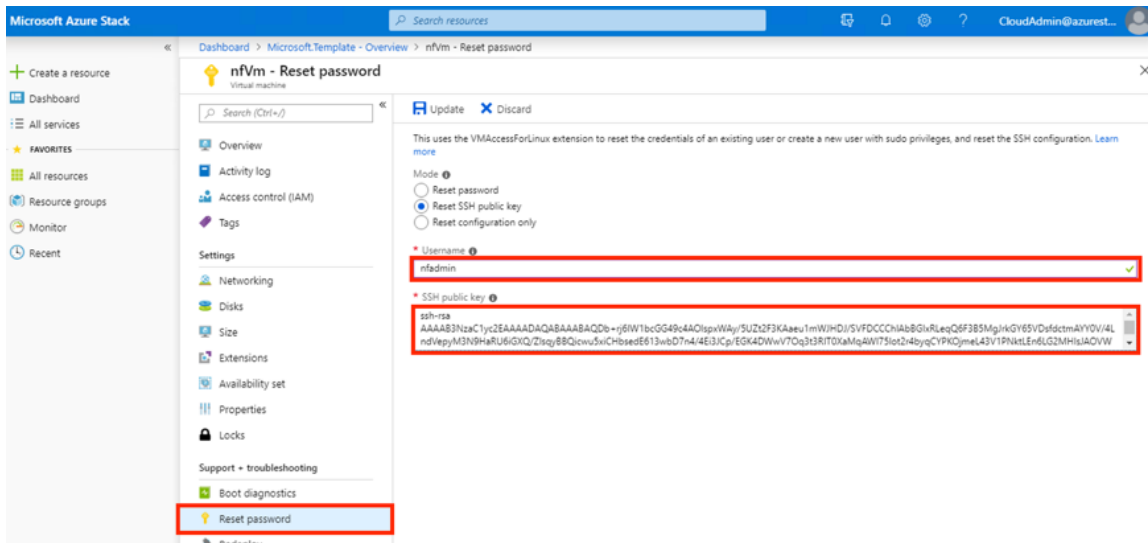 Microsoft Azure Stack
Search resources
CloudAdmin@azurest...
Create a resource
Dashboard
All services
FAVORITES
All resources
Resource groups
Monitor
Recent
Dashboard > Microsoft.Template - Overview > nfVm - Reset password
nfVm - Reset password
Virtual machine
Search (Ctrl+/)
Overview
Activity log
Access control (IAM)
Tags
Settings
Networking
Disks
Size
Extensions
Availability set
Properties
Locks
Support + troubleshooting
Boot diagnostics
Reset password
Update Discard
This uses the VMAccessForLinux extension to reset the credentials of an existing user or create a new user with sudo privileges, and reset the SSH configuration. Learn
more
Mode
Reset password
Reset SSH public key
Reset configuration only
* Username
nfadmin
* SSH public key
ssh-rsa